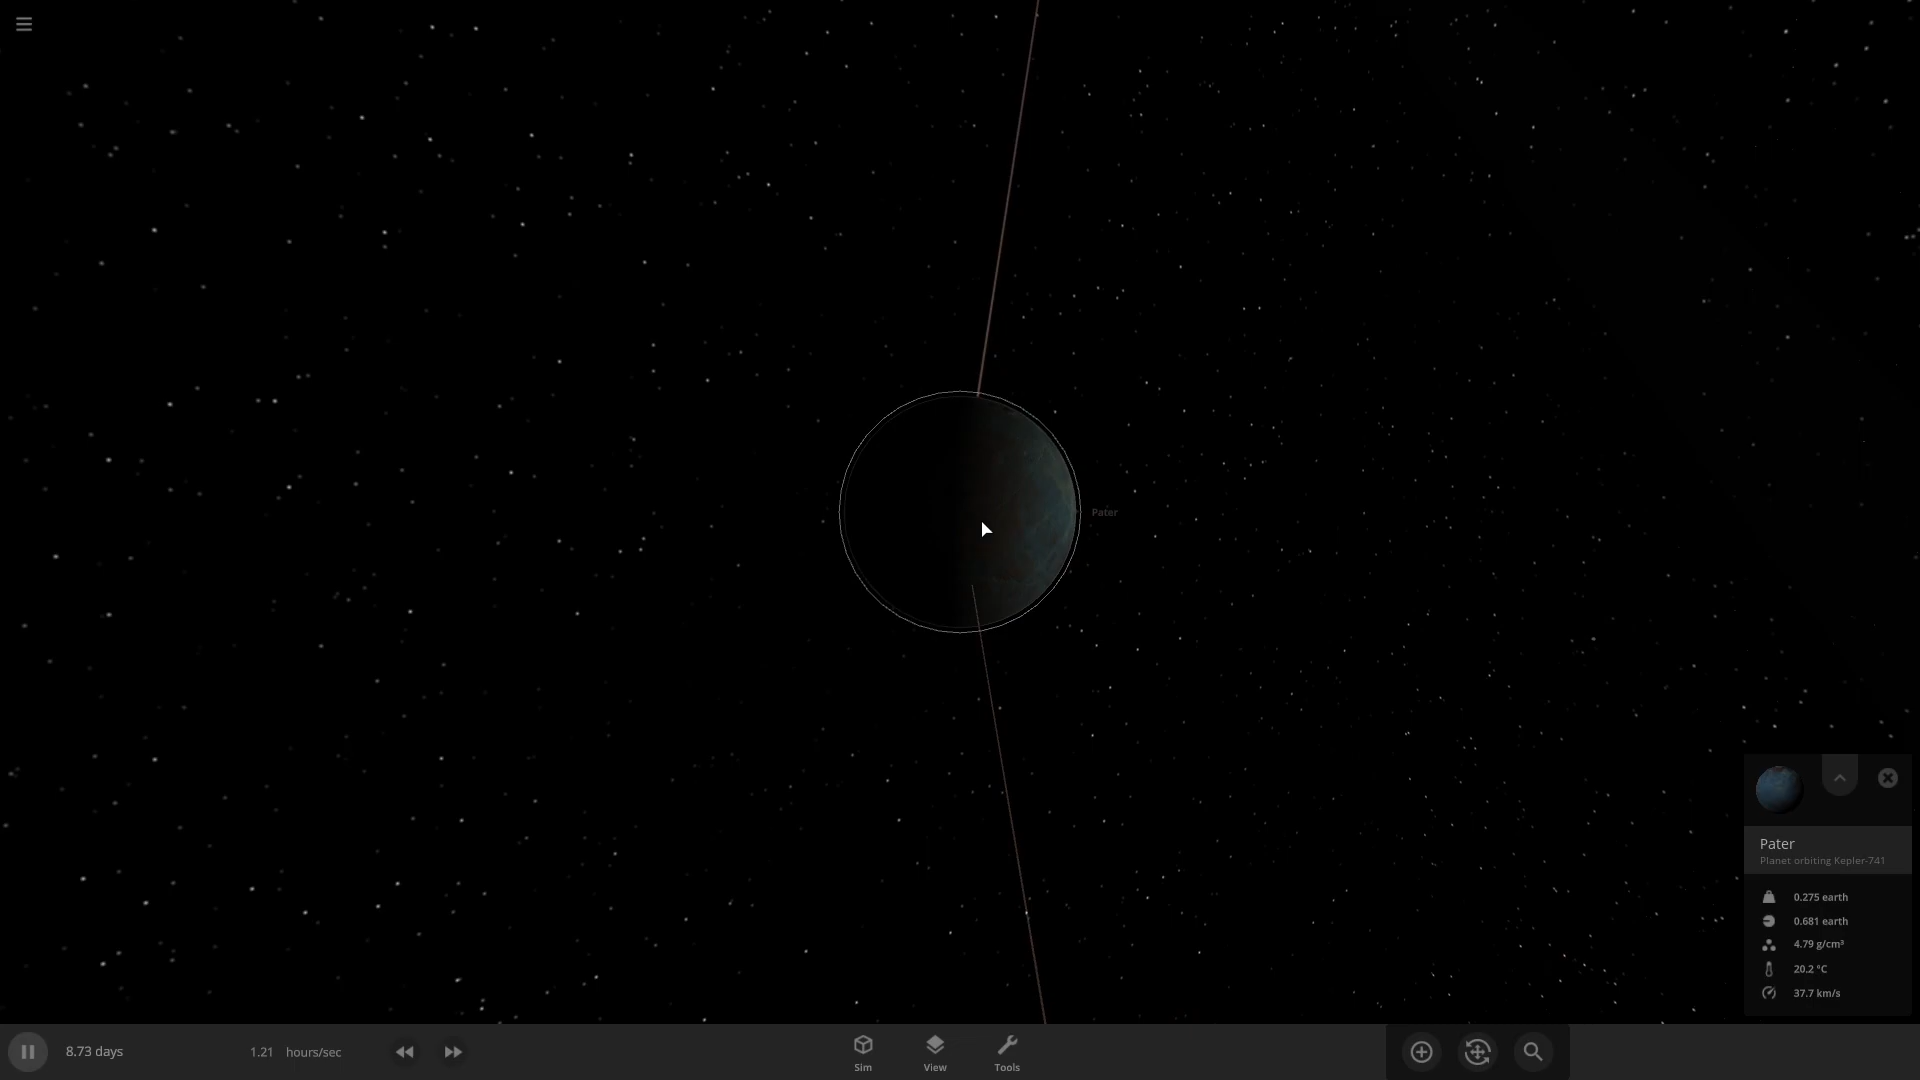 Pater
Pater
Planet orbiting Kepler-741
0.275 earth
0.681 earth
4.79 g/cm³
20.2 °C
37.7 km/s
8.73 days
1.21 hours/sec
Sim
View
Tools